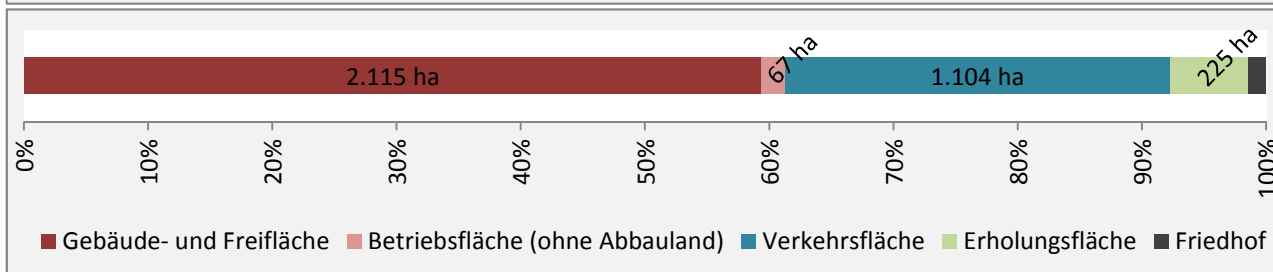 2.115 ha 67 ha 1.104 ha 225 ha
0% 10% 20% 30% 40% 50% 60% 70% 80% 90% 100%
Gebäude- und Freifläche Betriebsfläche (ohne Abbauland) Verkehrsfläche Erholungsfläche Friedhof